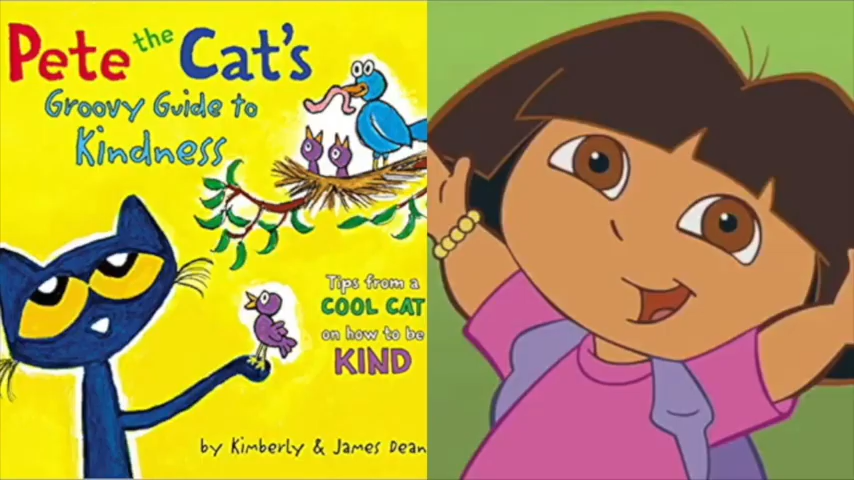 Pete the Cat's
Groovy Guide to
Kindness
Tips from a
COOL CAT
on how to be
KIND
by Kimberly & James Dean